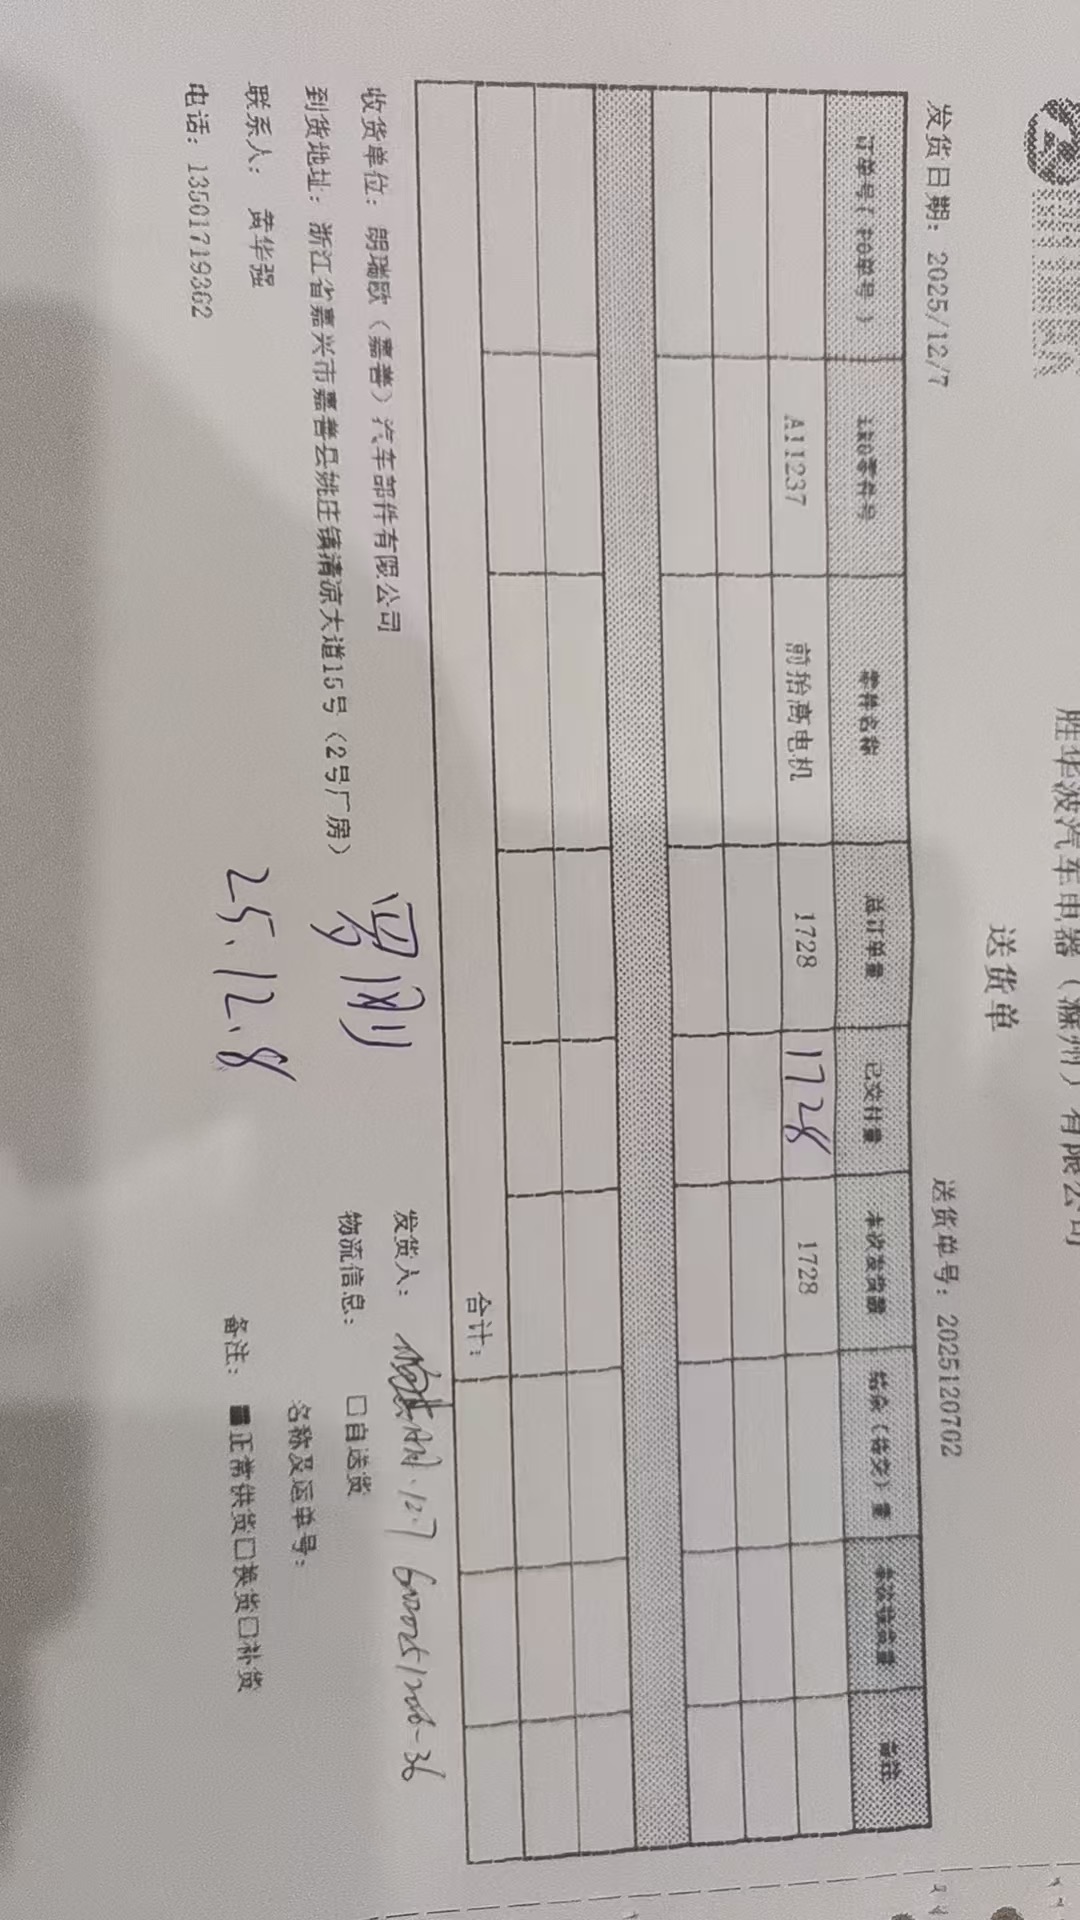 胜华波汽车电器（滁州）有限公司
送货单
发货日期：2025/12/7 送货单号：2025120702
订单号（PO单号） LRO零件号 零件名称 总订单量 已交付量 本次发货量 结余（待交）量 备注
A11237 前抬高电机 1728 1728 1728
合计：
收货单位：朗瑞欧（嘉善）汽车部件有限公司 发货人： 12.7
到货地址：浙江省嘉兴市嘉善县姚庄镇清凉大道15号（2号厂房） 物流信息： □自送货
联系人：黄华强 名称及运单号：
电话：13501719362 25.12.8 备注：■正常供货□换货□补货